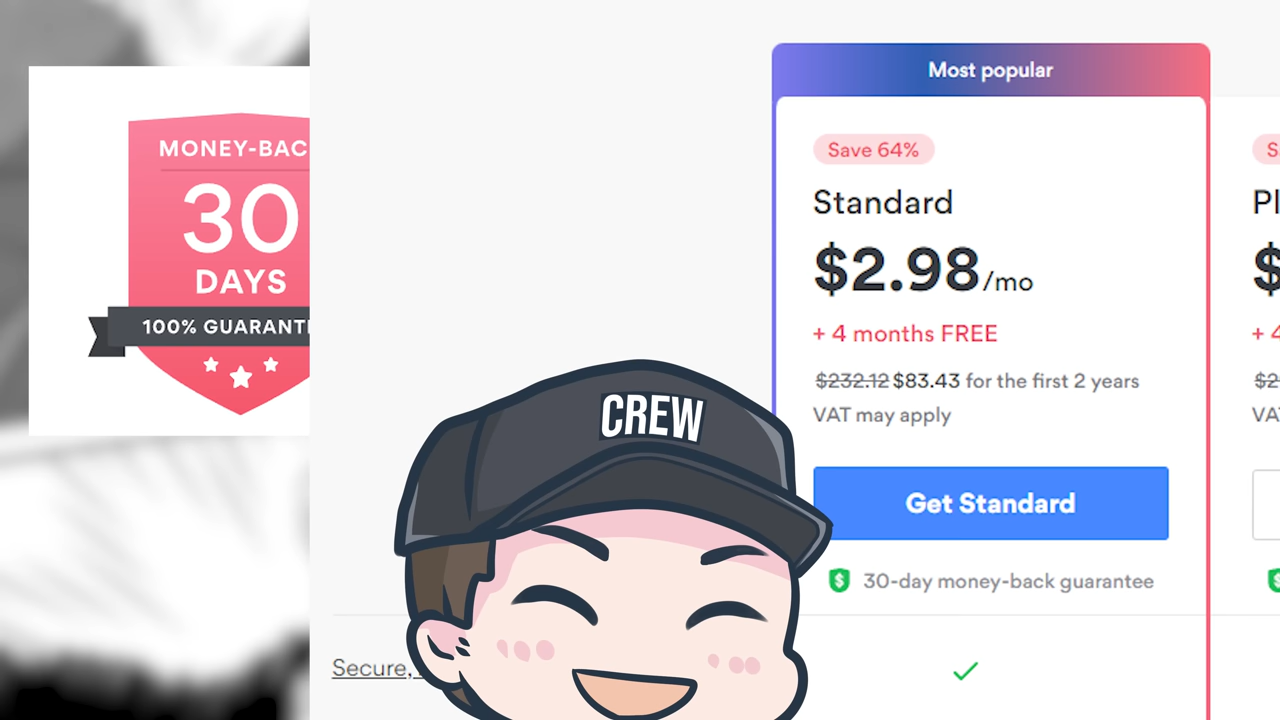 MONEY-BAC
30
DAYS
100% GUARANT
Most popular
Save 64%
Standard
$2.98/mo
+ 4 months FREE
$232.12 $83.43 for the first 2 years
VAT may apply
Get Standard
30-day money-back guarantee
Secure,
CREW
S
Pl
$
+ 4
$2
VA